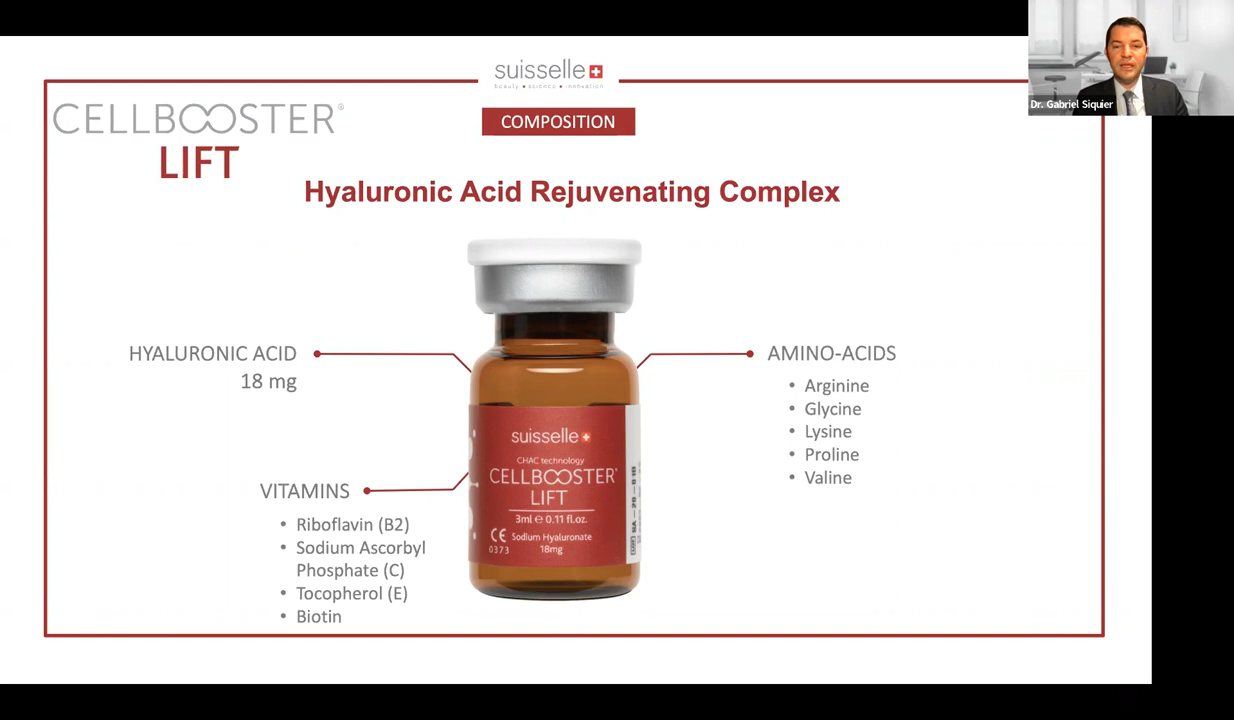 suisselle
beauty • science • innovation
Dr. Gabriel Siquier
CELLBOOSTER®
LIFT
COMPOSITION
Hyaluronic Acid Rejuvenating Complex
HYALURONIC ACID
18 mg
VITAMINS
• Riboflavin (B2)
• Sodium Ascorbyl
Phosphate (C)
• Tocopherol (E)
• Biotin
suisselle
CHAC technology
CELLBOOSTER®
LIFT
3ml e 0.11 fl.oz.
CE
0373
Sodium Hyaluronate
18mg
AMINO-ACIDS
• Arginine
• Glycine
• Lysine
• Proline
• Valine